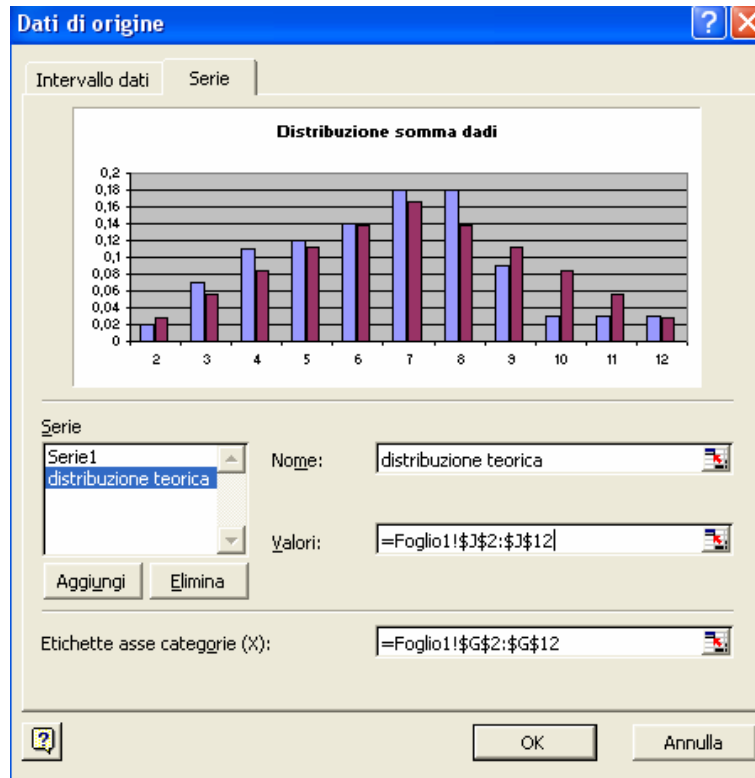 Dati di origine
Intervallo dati Serie
Distribuzione somma dadi
0,2
0,18
0,16
0,14
0,12
0,1
0,08
0,06
0,04
0,02
0
2 3 4 5 6 7 8 9 10 11 12
Serie
Serie1
distribuzione teorica
Nome: distribuzione teorica
Valori: =Foglio1!$J$2:$J$12
Aggiungi Elimina
Etichette asse categorie (X): =Foglio1!$G$2:$G$12
OK Annulla